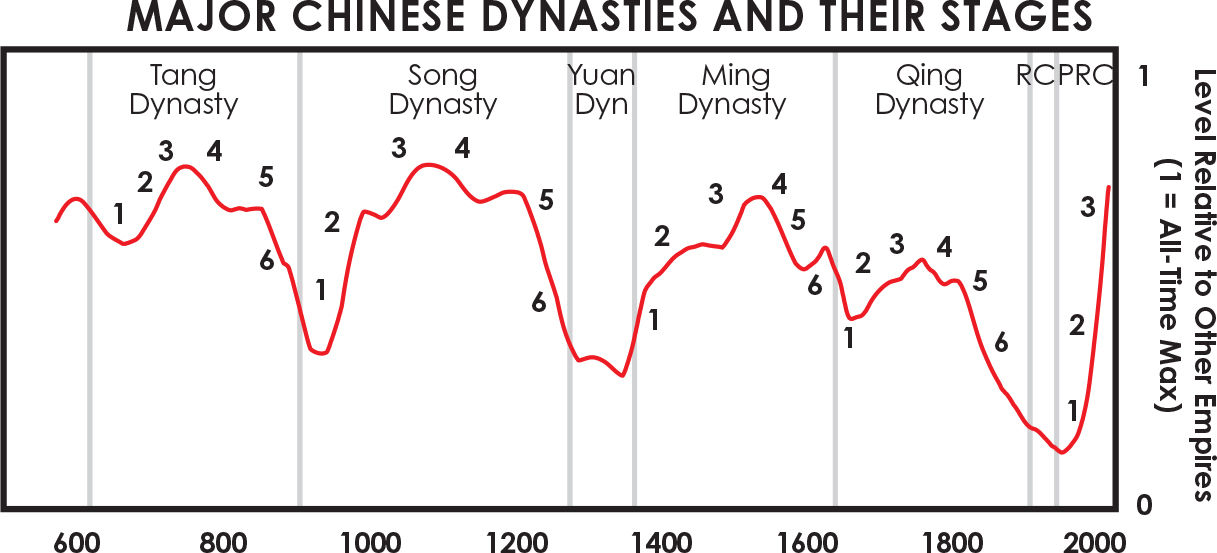 MAJOR CHINESE DYNASTIES AND THEIR STAGES
Tang
Dynasty
Song
Dynasty
Yuan
Dyn
Ming
Dynasty
Qing
Dynasty
RC
PRC
1
2
3
4
5
6
1
2
3
4
5
6
1
2
3
4
5
6
1
2
3
4
5
6
1
2
3
1
0
Level Relative to Other Empires
(1 = All-Time Max)
600 800 1000 1200 1400 1600 1800 2000